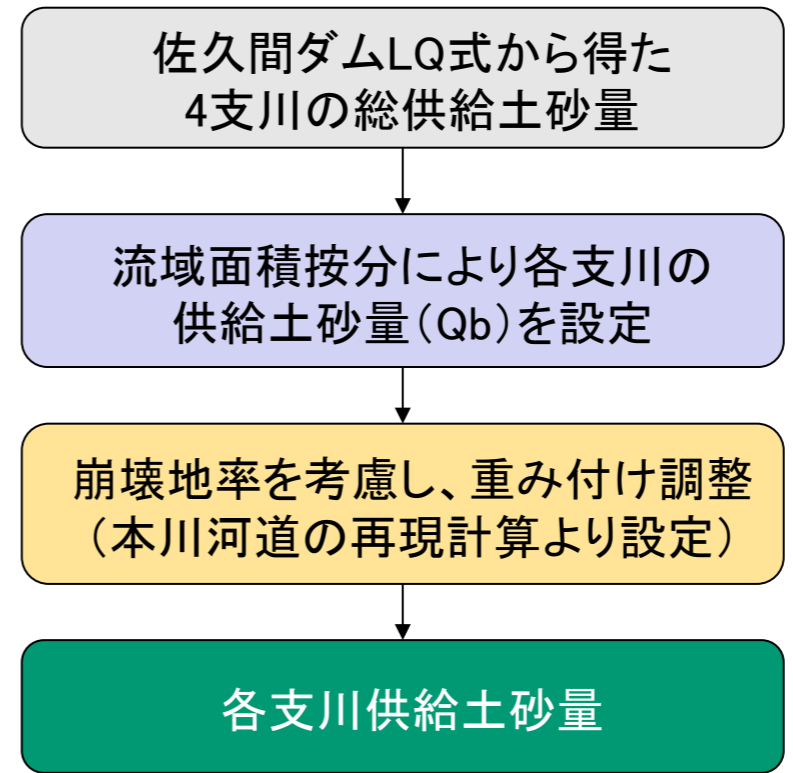 佐久間ダムLQ式から得た
4支川の総供給土砂量
流域面積按分により各支川の
供給土砂量(Qb)を設定
崩壊地率を考慮し、重み付け調整
(本川河道の再現計算より設定)
各支川供給土砂量